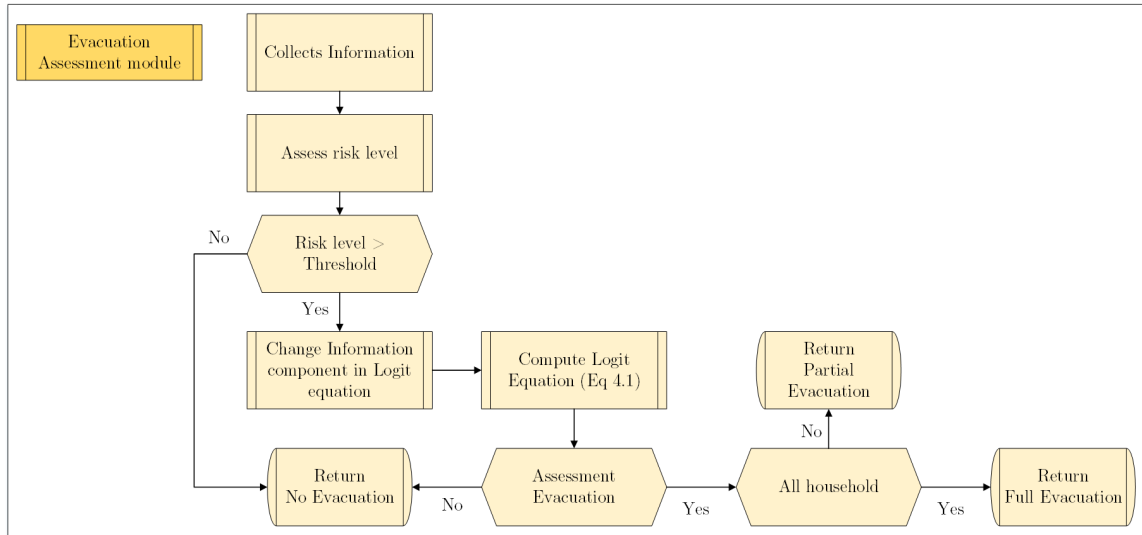 Evacuation
Assessment module
Collects Information
Assess risk level
Risk level >
Threshold
No
Yes
Change Information
component in Logit
equation
Compute Logit
Equation (Eq 4.1)
Return
Partial
Evacuation
No
Return
No Evacuation
No
Assessment
Evacuation
Yes
All household
Yes
Return
Full Evacuation